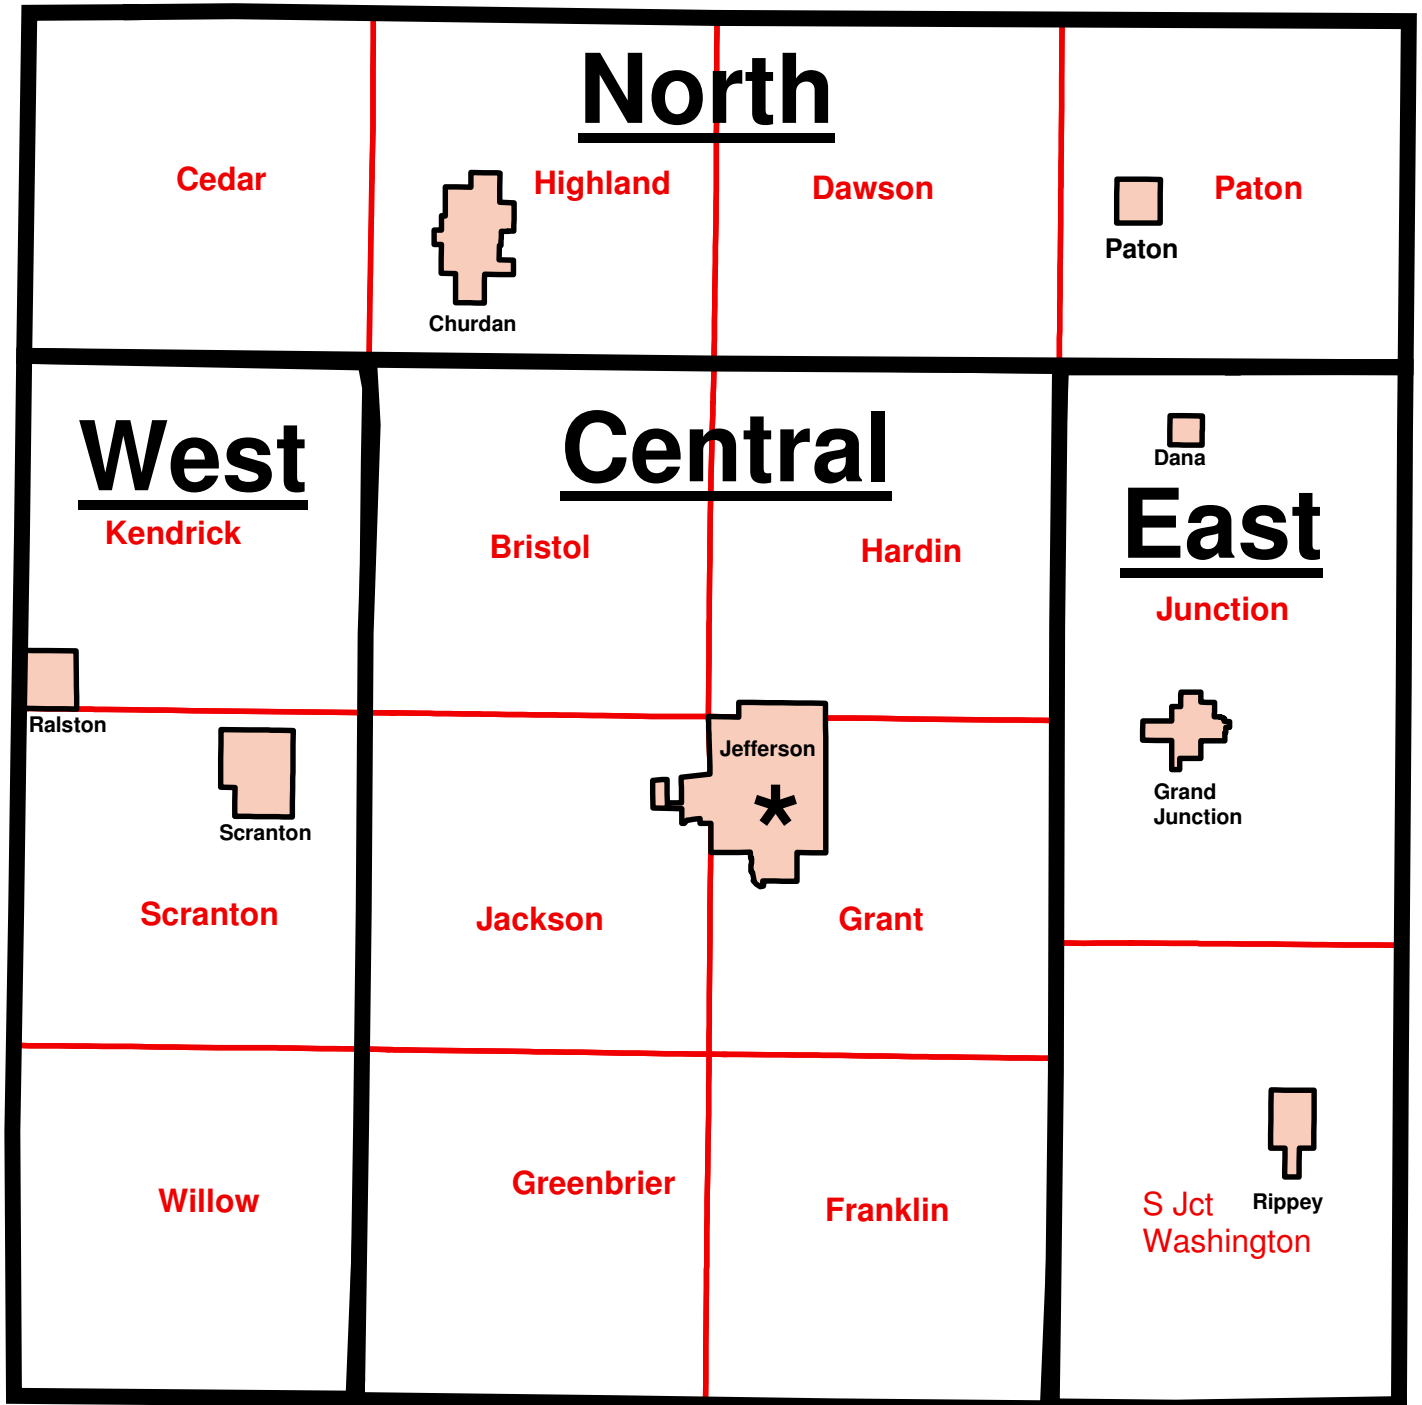 North
Cedar
Highland
Dawson
Paton
Paton
Churdan
West
Kendrick
Central
Bristol
Hardin
Dana
East
Junction
Ralston
Scranton
Scranton
Jefferson
*
Jackson
Grant
Grand
Junction
Willow
Greenbrier
Franklin
S Jct
Washington
Rippey